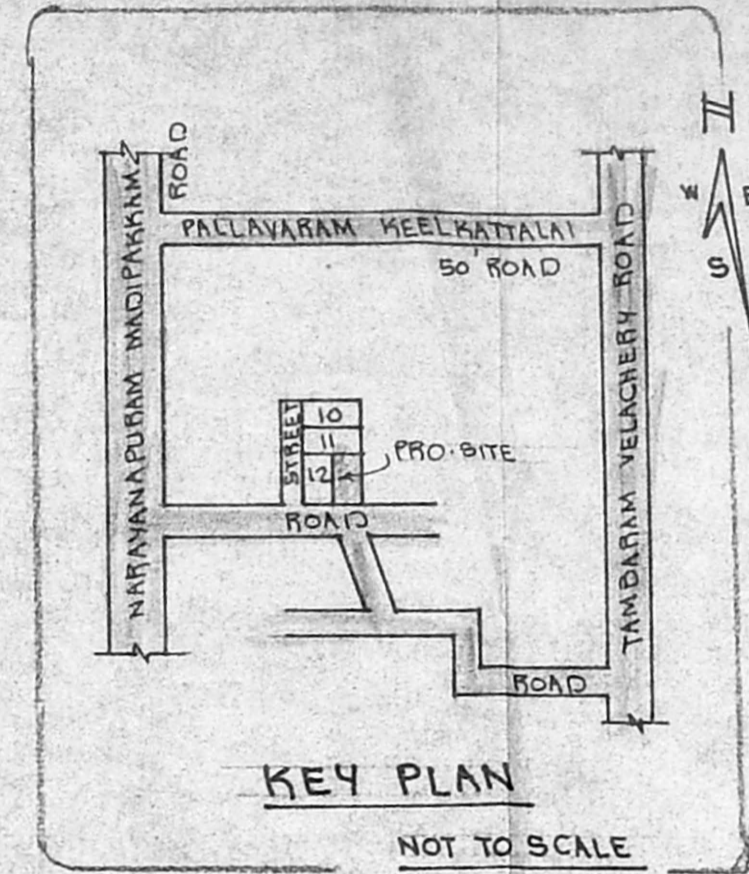 N
W E
S
NARAYANAPURAM MADIPAKKAM
ROAD
PALLAVARAM KEELKATTALAI
50' ROAD
TAMBARAM VELACHERY ROAD
STREET
10
11
12
PRO.SITE
ROAD
ROAD
KEY PLAN
NOT TO SCALE